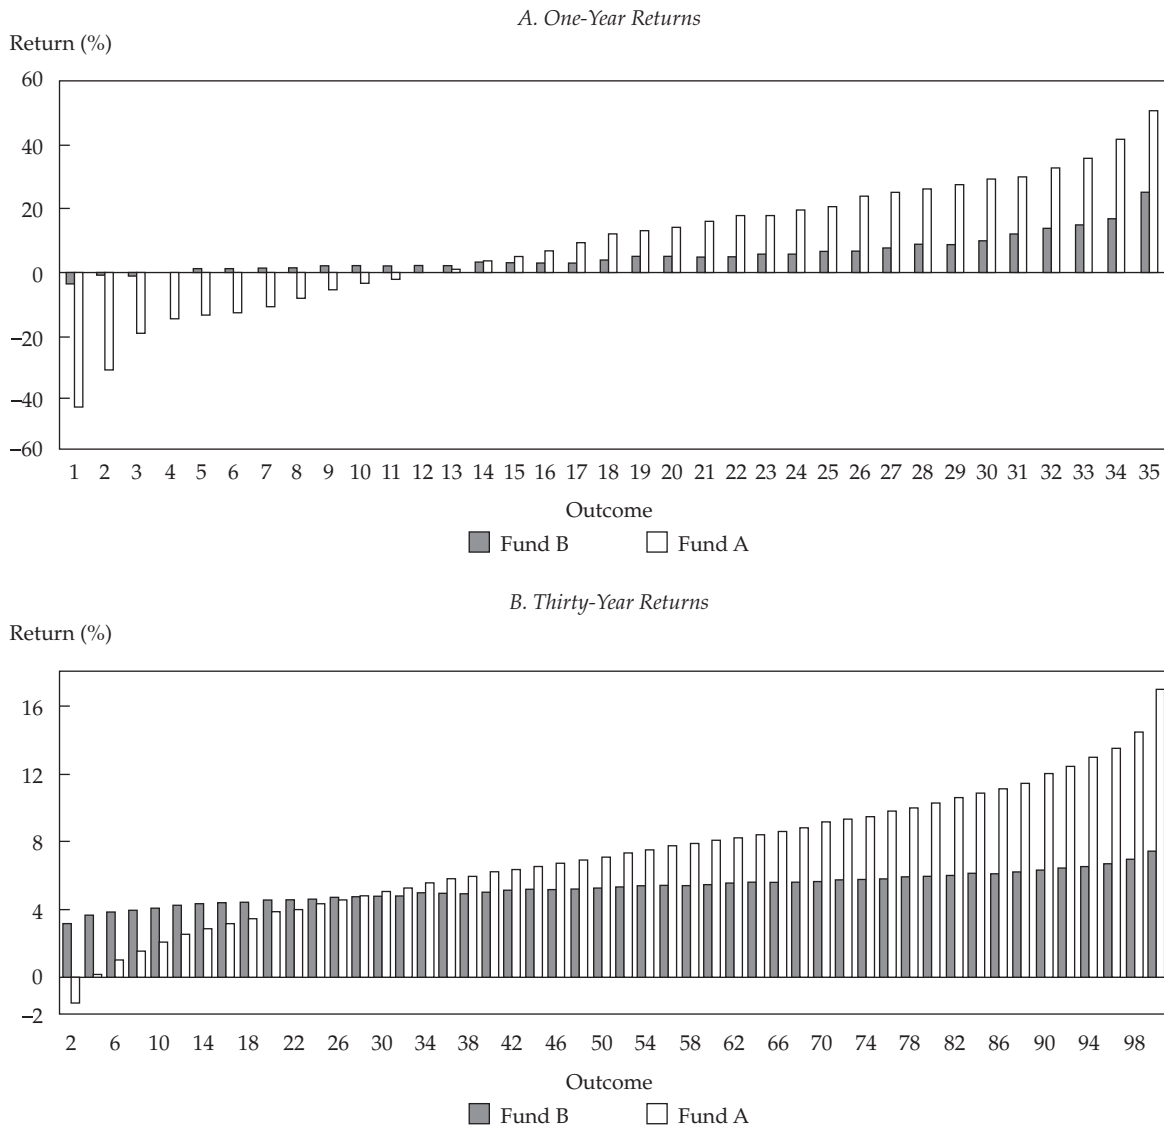 A. One-Year Returns
Return (%)
60
40
20
0
−20
−40
−60
1 2 3 4 5 6 7 8 9 10 11 12 13 14 15 16 17 18 19 20 21 22 23 24 25 26 27 28 29 30 31 32 33 34 35
Outcome
Fund B Fund A
B. Thirty-Year Returns
Return (%)
16
12
8
4
0
−2
2 6 10 14 18 22 26 30 34 38 42 46 50 54 58 62 66 70 74 78 82 86 90 94 98
Outcome
Fund B Fund A